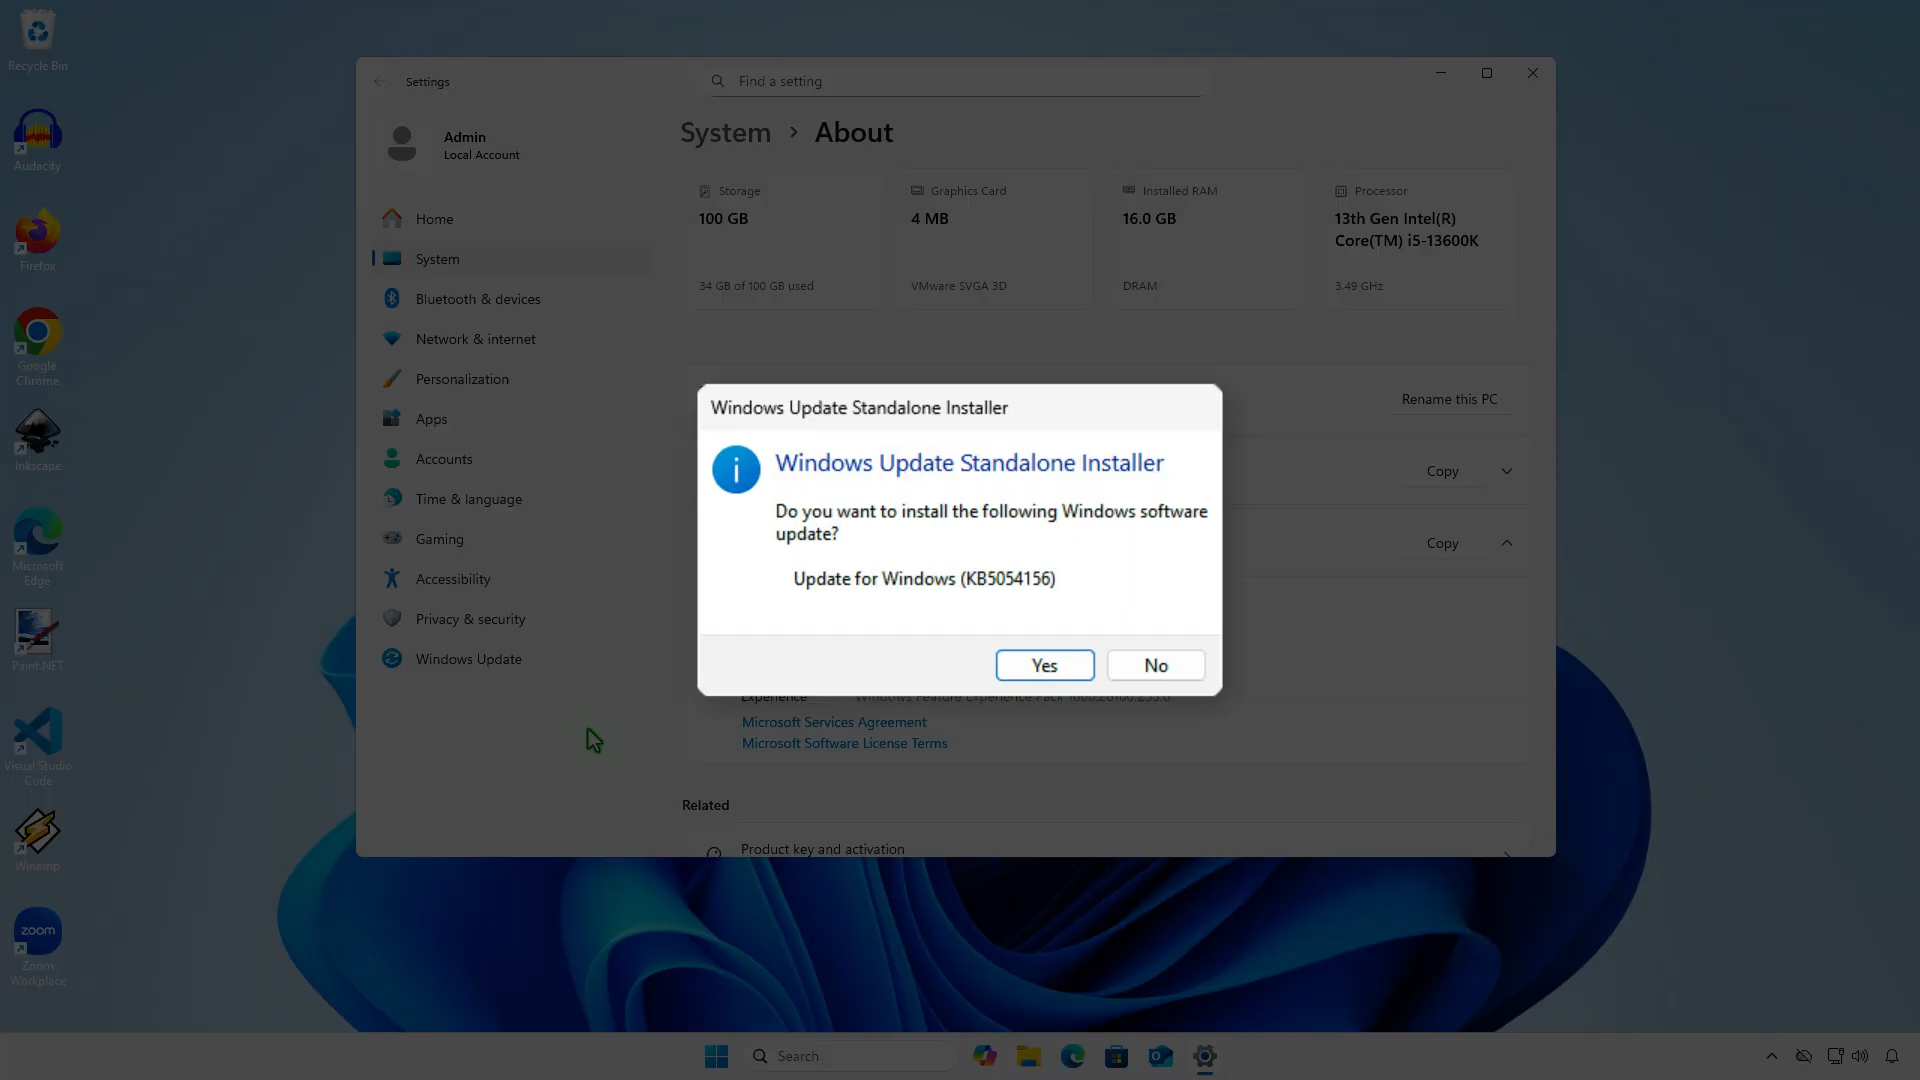 Recycle Bin
Audacity
Firefox
Google
Chrome
Inkscape
Microsoft
Edge
Paint.NET
Visual Studio
Code
Winamp
zoom
Zoom
Workplace
Settings
Find a setting
Admin
Local Account
Home
System
Bluetooth & devices
Network & internet
Personalization
Apps
Accounts
Time & language
Gaming
Accessibility
Privacy & security
Windows Update
System > About
Storage
100 GB
34 GB of 100 GB used
Graphics Card
4 MB
VMware SVGA 3D
Installed RAM
16.0 GB
DRAM
Processor
13th Gen Intel(R)
Core(TM) i5-13600K
3.49 GHz
Rename this PC
Copy
Copy
Windows Update Standalone Installer
Windows Update Standalone Installer
Do you want to install the following Windows software
update?
Update for Windows (KB5054156)
Yes
No
Experience
Windows Feature Experience Pack
Microsoft Services Agreement
Microsoft Software License Terms
Related
Product key and activation
Search